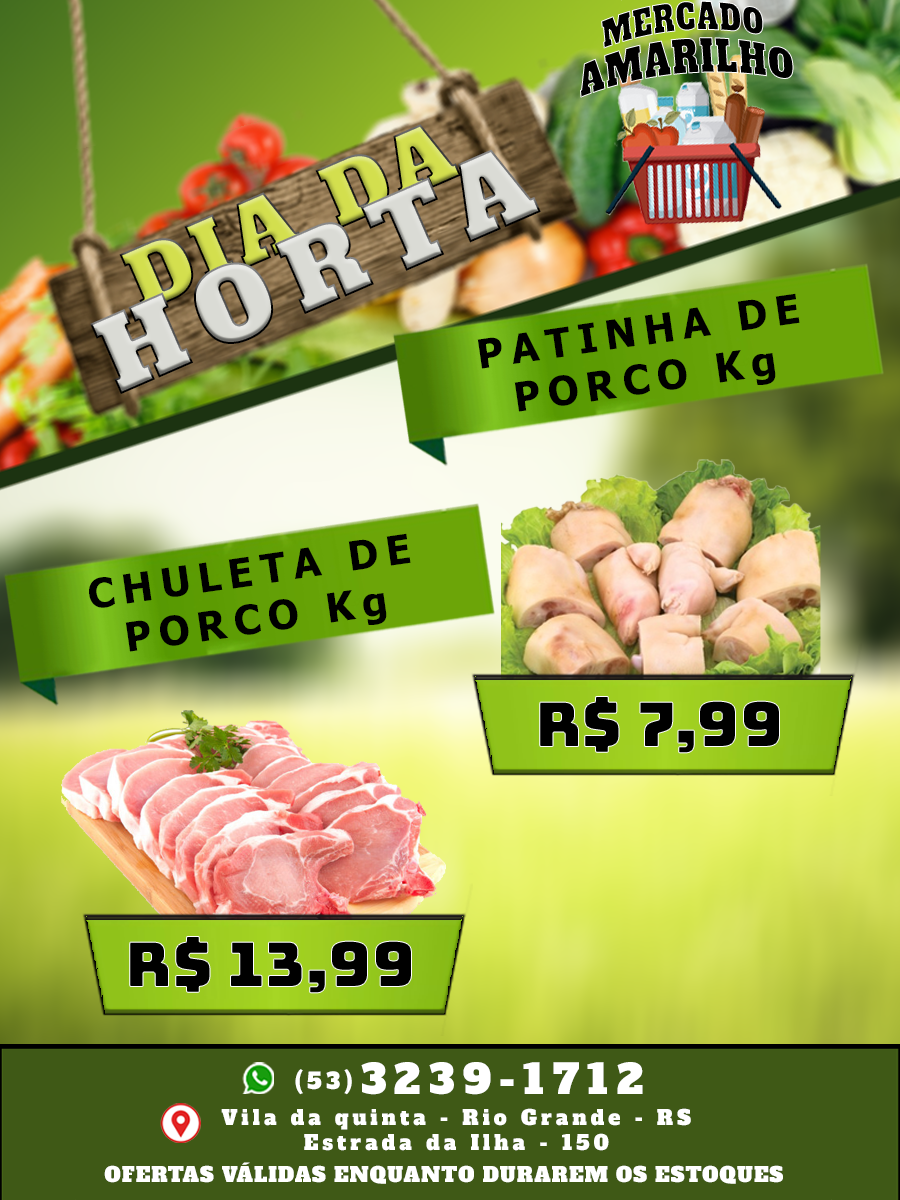 MERCADO
AMARILHO
DIA DA
HORTA
PATINHA DE
PORCO Kg
CHULETA DE
PORCO Kg
R$ 7,99
R$ 13,99
(53) 3239-1712
Vila da quinta - Rio Grande - RS
Estrada da Ilha - 150
OFERTAS VÁLIDAS ENQUANTO DURAREM OS ESTOQUES